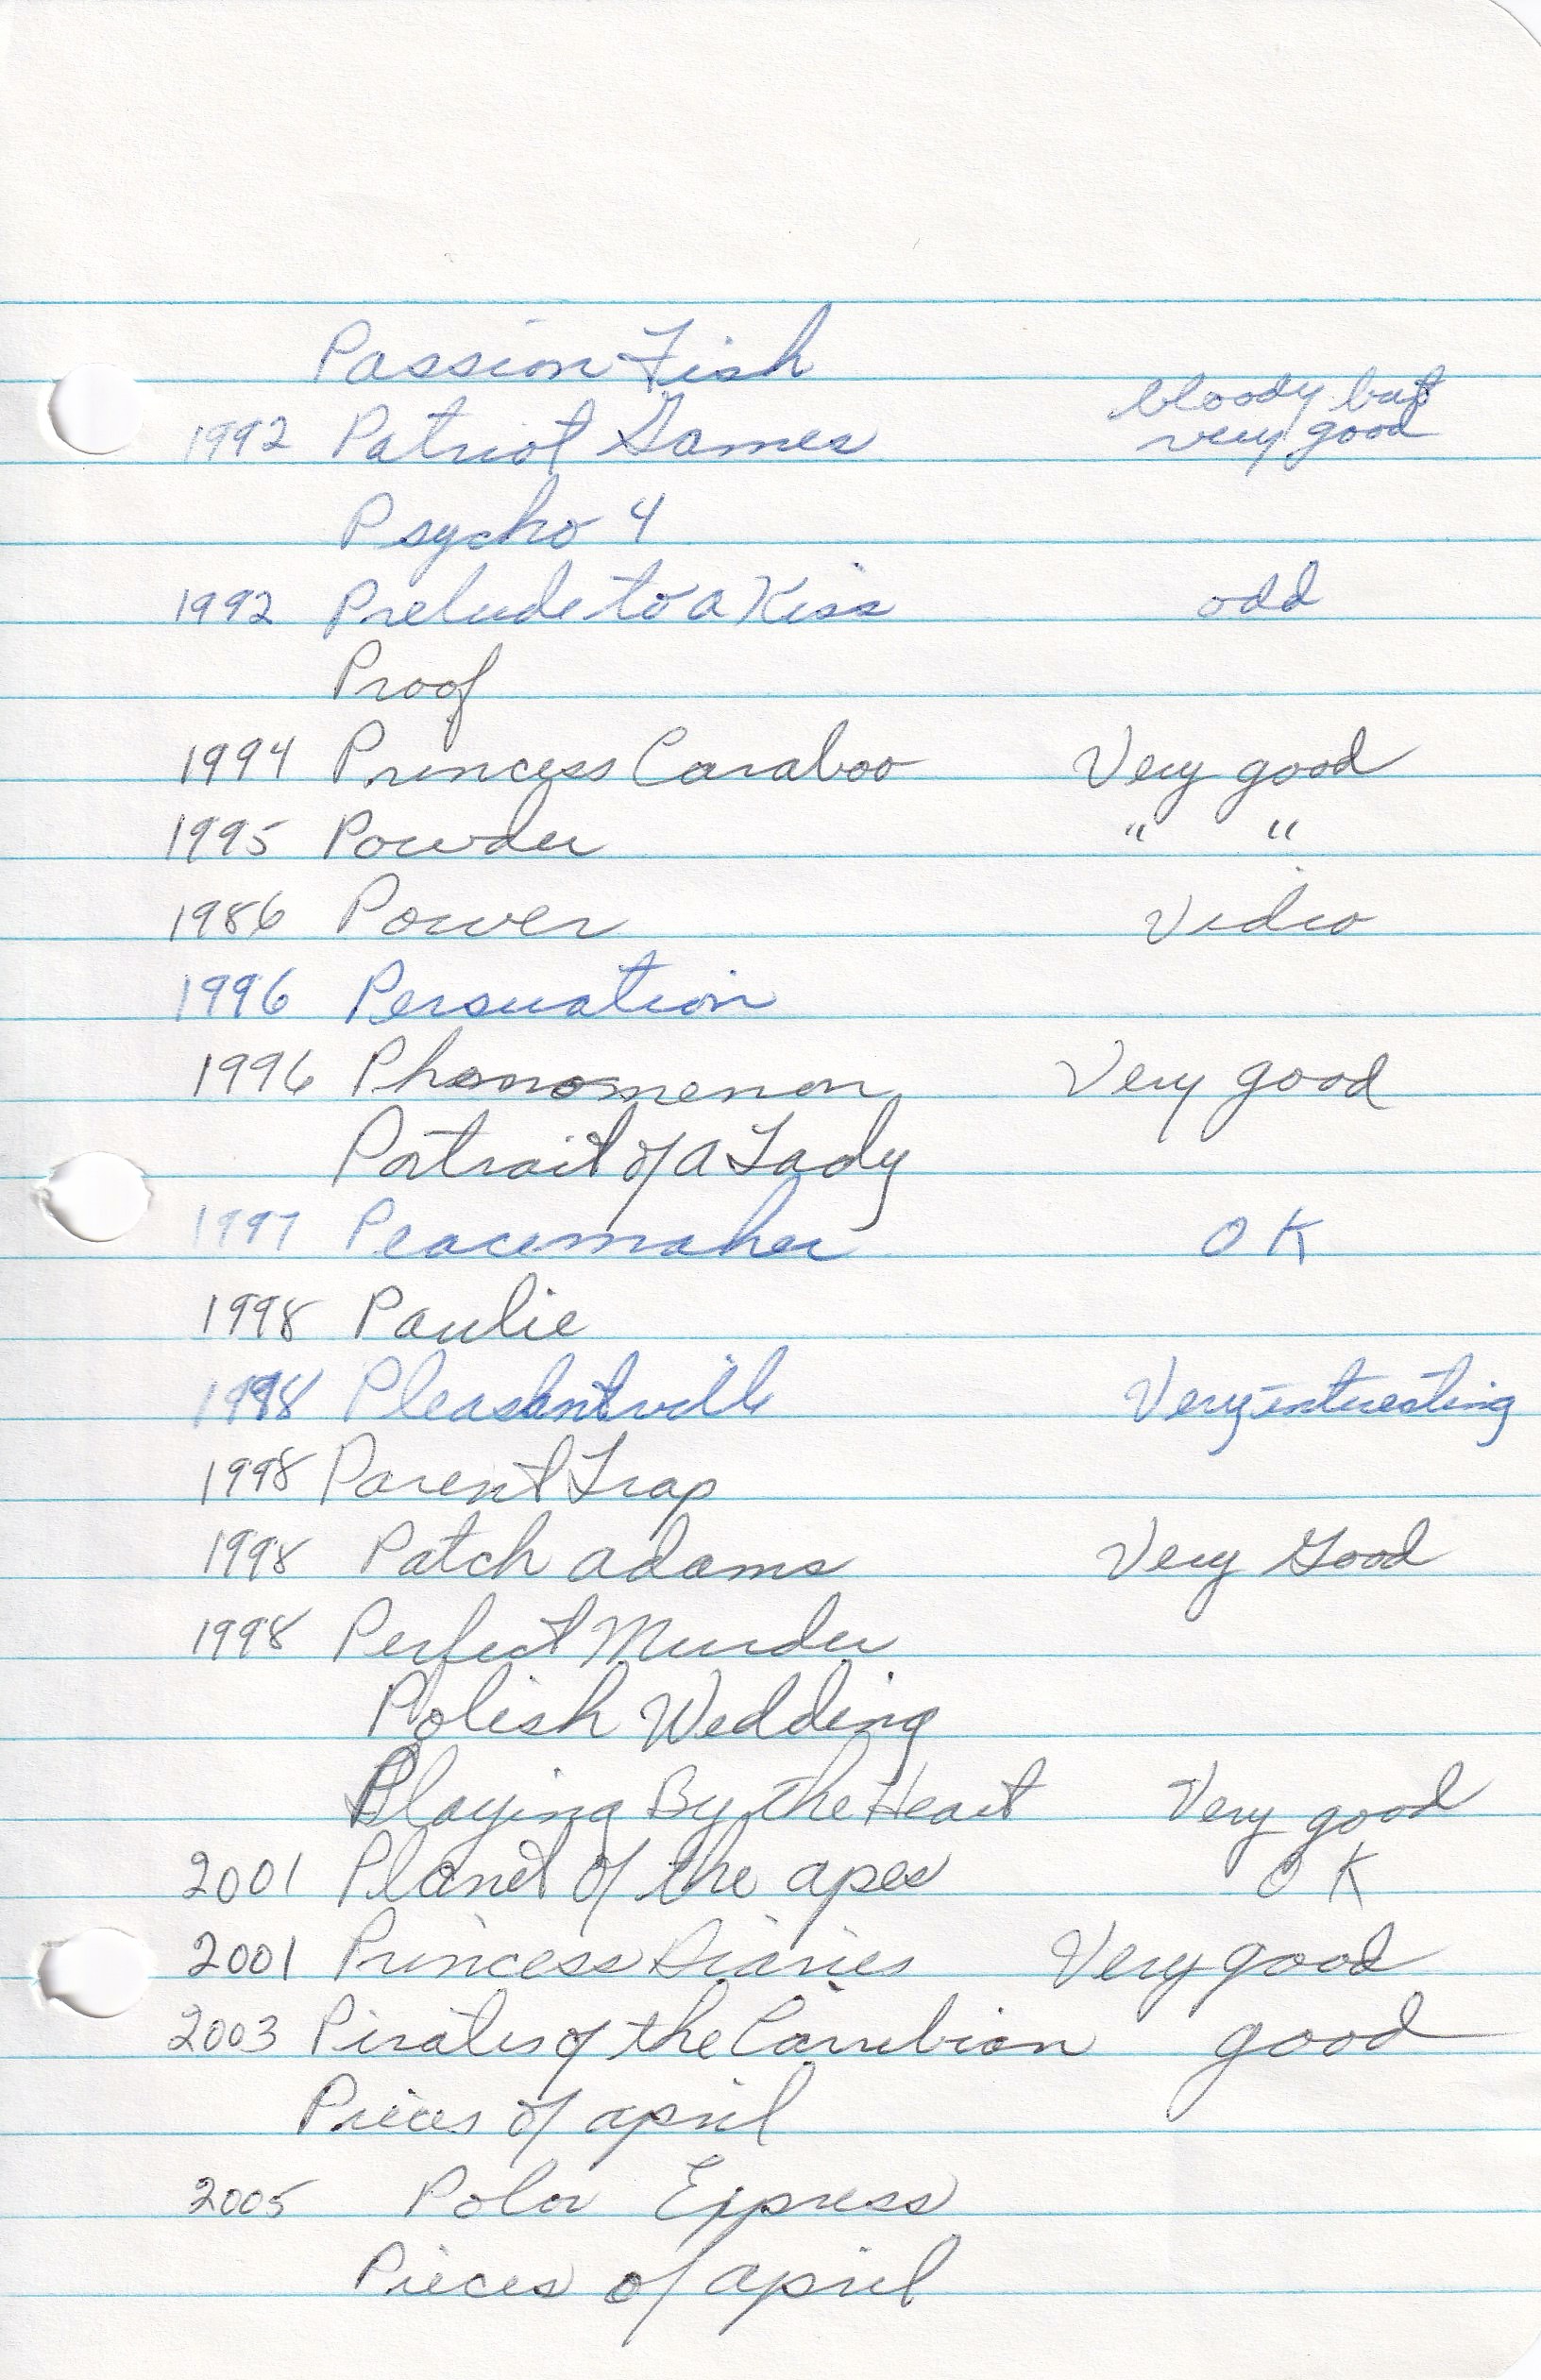 Passion Fish
bloody but
1992 Patriot Games very good
Psycho 4
1992 Prelude to a Kiss odd
Proof
1994 Princess Caraboo Very good
1995 Powder " "
1986 Power Video
1996 Persuation
1996 Phonomenon Very good
Portrait of a Lady
1997 Peacemaker OK
1998 Paulie
1998 Pleasantville Very interesting
1998 Parent Trap
1998 Patch adams Very Good
1998 Perfect Murder
Polish Wedding
Playing By the Heart Very good
2001 Planet of the apes OK
2001 Princess Diaries Very good
2003 Pirates of the Carribian good
Pieces of april
2005 Polar Express
Pieces of april